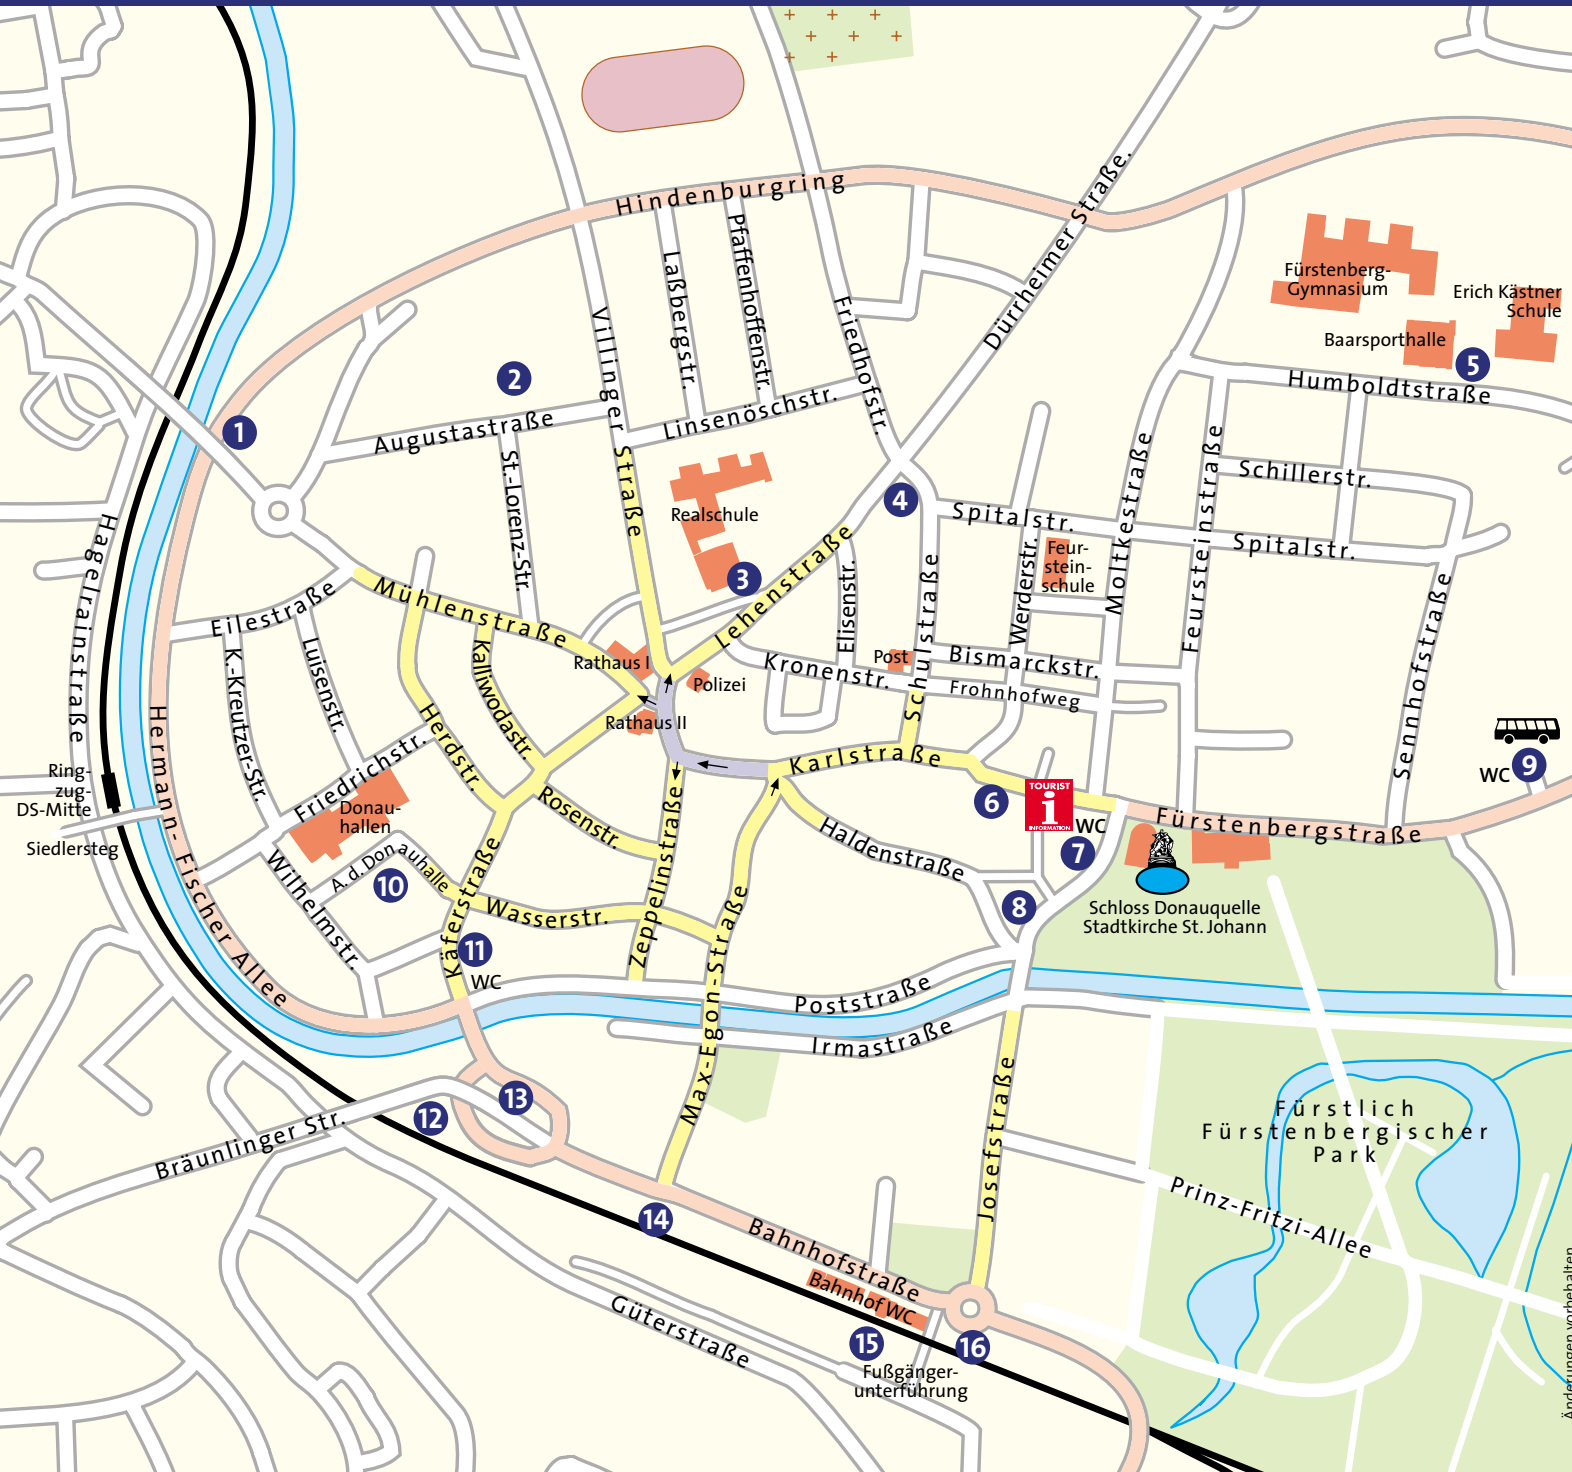 Hindenburgring
Dürrheimer Straße.
Laßbergstr.
Pfaffenhoffenstr.
Villinger Straße
Friedhofstr.
Fürstenberg-
Gymnasium
Erich Kästner
Schule
Baarsporthalle
5
Humboldtstraße
2
1
Augustastraße
Linsenöschstr.
St.-Lorenz-Str.
Realschule
3
4
Spitalstr.
Schillerstr.
Spitalstr.
Moltkestraße
Feursteinstraße
Feur-
stein-
schule
Werderstr.
Hagelrainstraße
Mühlenstraße
Lehenstraße
Elisenstr.
Schulstraße
Eilestraße
K.-Kreutzer-Str.
Luisenstr.
Kalliwodastr.
Herdstr.
Rathaus I
Polizei
Rathaus II
Kronenstr.
Post
Bismarckstr.
Frohnhofweg
Sennhofstraße
Hermann-Fischer Allee
Friedrichstr.
Donau-
hallen
Ring-
zug-
DS-Mitte
Siedlersteg
Rosenstr.
Karlstraße
6
TOURIST
i
INFORMATION
WC
7
WC
9
Fürstenbergstraße
Haldenstraße
8
Schloss Donauquelle
Stadtkirche St. Johann
A. d. Donauhalle
10
Wilhelmstr.
Käferstraße
Wasserstr.
Zeppelinstraße
Max-Egon-Straße
11
WC
Poststraße
Irmastraße
Josefstraße
13
12
Bräunlinger Str.
Fürstlich
Fürstenbergischer
Park
Prinz-Fritzi-Allee
14
Bahnhofstraße
Bahnhof WC
15
16
Fußgänger-
unterführung
Güterstraße
Änderungen vorbehalten